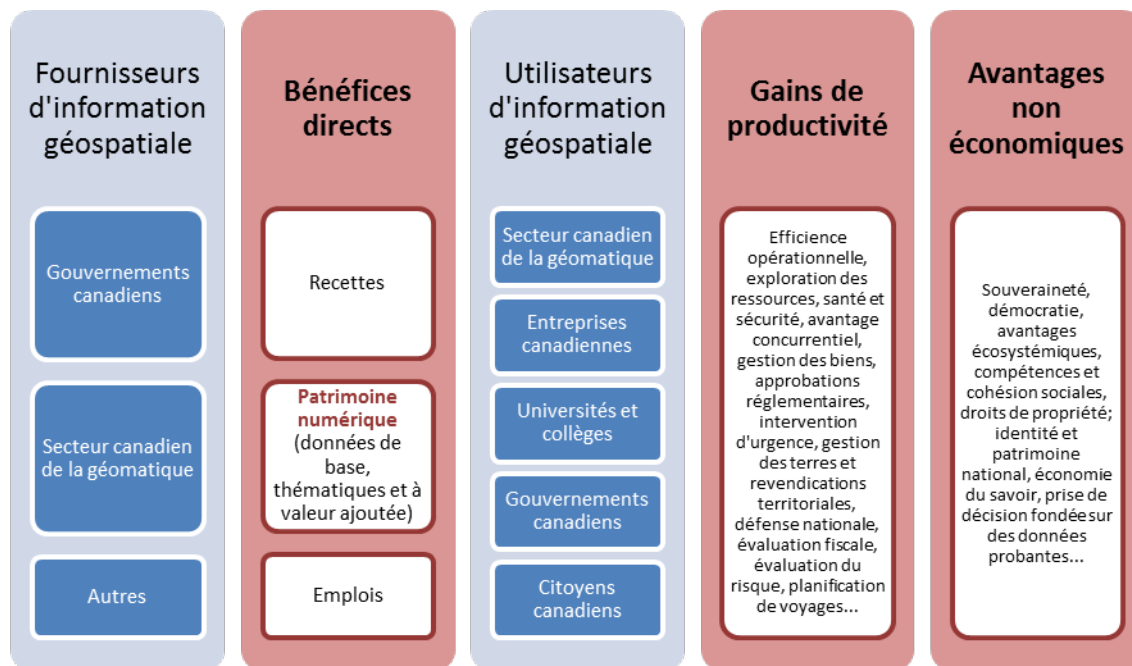 Fournisseurs
d'information
géospatiale
Gouvernements
canadiens
Secteur canadien
de la géomatique
Autres
Bénéfices
directs
Recettes
Patrimoine
numérique
(données de
base,
thématiques et à
valeur ajoutée)
Emplois
Utilisateurs
d'information
géospatiale
Secteur canadien
de la géomatique
Entreprises
canadiennes
Universités et
collèges
Gouvernements
canadiens
Citoyens
canadiens
Gains de
productivité
Efficience
opérationnelle,
exploration des
ressources, santé et
sécurité, avantage
concurrentiel,
gestion des biens,
approbations
réglementaires,
intervention
d'urgence, gestion
des terres et
revendications
territoriales,
défense nationale,
évaluation fiscale,
évaluation du
risque, planification
de voyages...
Avantages
non
économiques
Souveraineté,
démocratie,
avantages
écosystémiques,
compétences et
cohésion sociales,
droits de propriété;
identité et
patrimoine
national, économie
du savoir, prise de
décision fondée sur
des données
probantes...